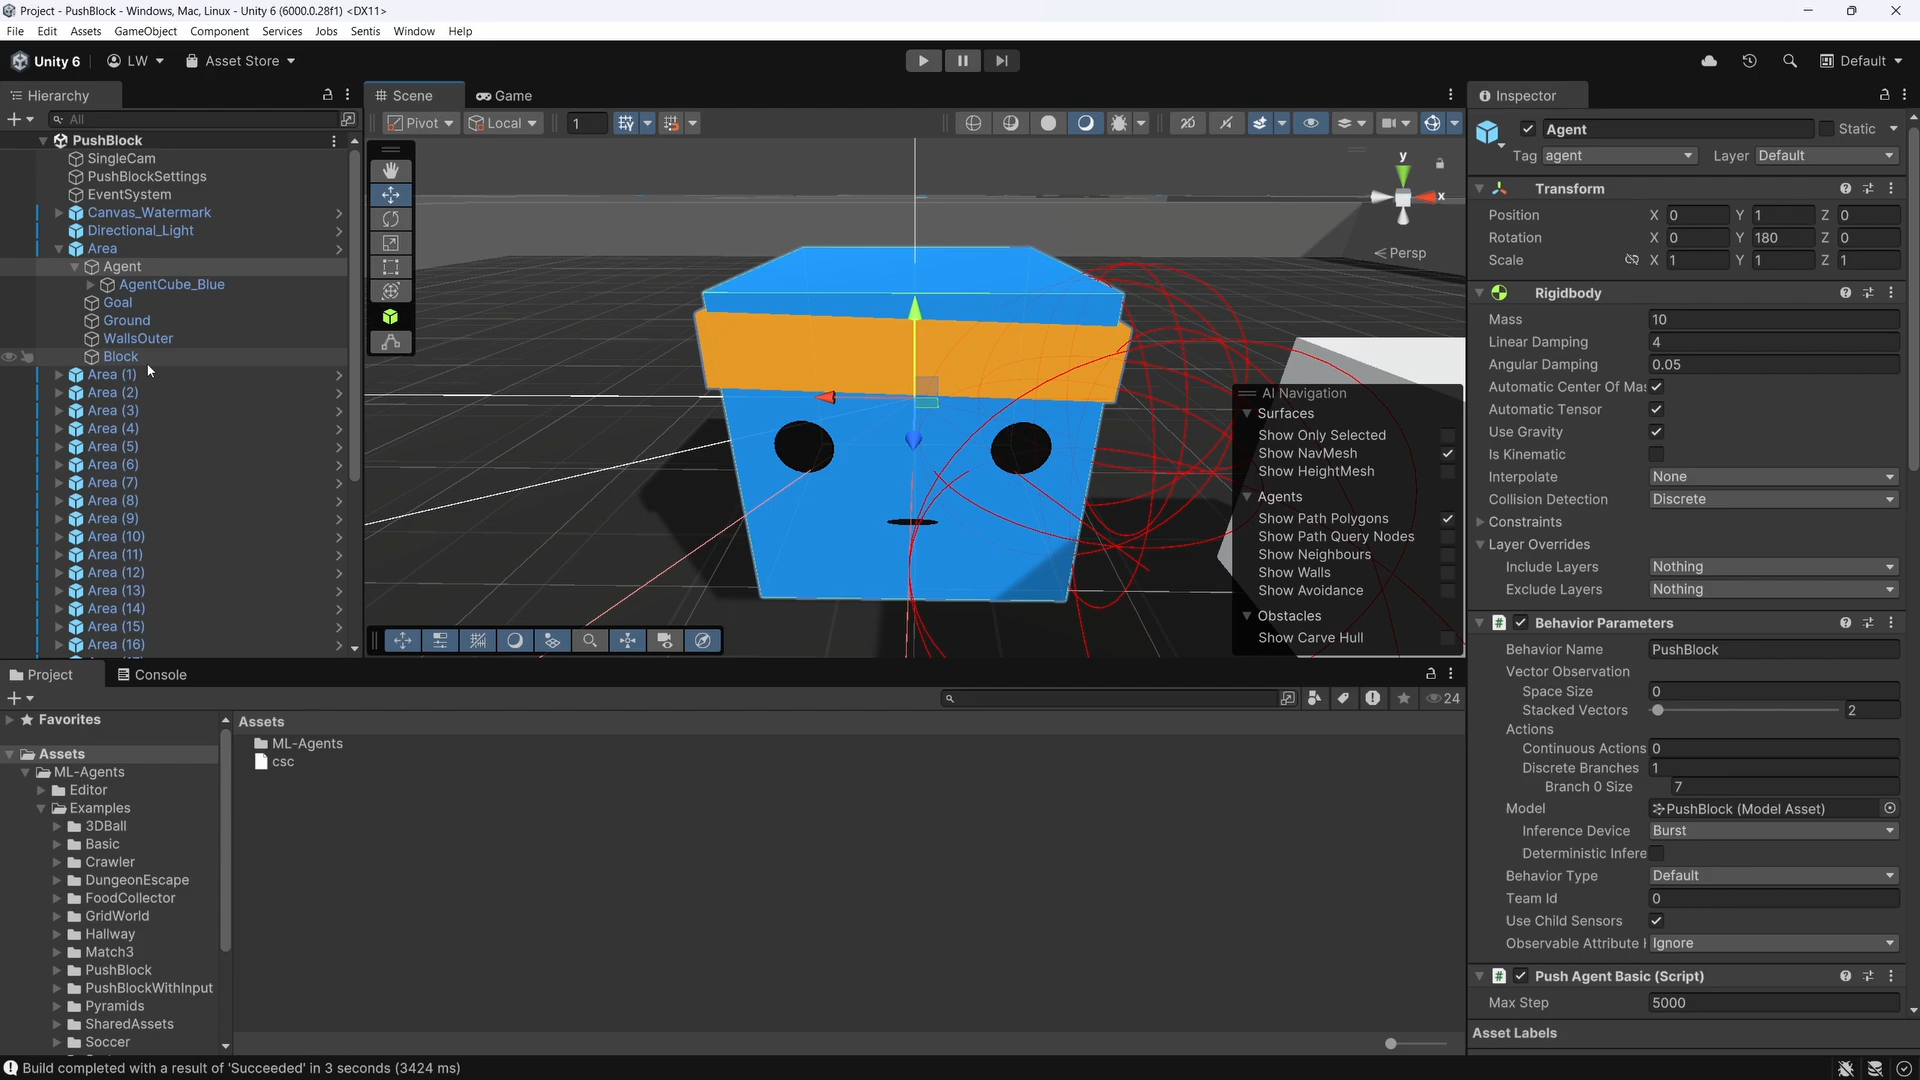 Project - PushBlock - Windows, Mac, Linux - Unity 6 (6000.0.28f1) <DX11>
File Edit Assets GameObject Component Services Jobs Sentis Window Help
Unity 6 LW Asset Store Default
Hierarchy
All
PushBlock
SingleCam
PushBlockSettings
EventSystem
Canvas_Watermark
Directional_Light
Area
Agent
AgentCube_Blue
Goal
Ground
WallsOuter
Block
Area (1)
Area (2)
Area (3)
Area (4)
Area (5)
Area (6)
Area (7)
Area (8)
Area (9)
Area (10)
Area (11)
Area (12)
Area (13)
Area (14)
Area (15)
Area (16)
Scene Game
Pivot Local 1 2D
y
x
Persp
AI Navigation
Surfaces
Show Only Selected
Show NavMesh
Show HeightMesh
Agents
Show Path Polygons
Show Path Query Nodes
Show Neighbours
Show Walls
Show Avoidance
Obstacles
Show Carve Hull
Inspector
Agent Static
Tag agent Layer Default
Transform
Position X 0 Y 1 Z 0
Rotation X 0 Y 180 Z 0
Scale X 1 Y 1 Z 1
Rigidbody
Mass 10
Linear Damping 4
Angular Damping 0.05
Automatic Center Of Mas
Automatic Tensor
Use Gravity
Is Kinematic
Interpolate None
Collision Detection Discrete
Constraints
Layer Overrides
Include Layers Nothing
Exclude Layers Nothing
# Behavior Parameters
Behavior Name PushBlock
Vector Observation
Space Size 0
Stacked Vectors 2
Actions
Continuous Actions 0
Discrete Branches 1
Branch 0 Size 7
Model PushBlock (Model Asset)
Inference Device Burst
Deterministic Infere
Behavior Type Default
Team Id 0
Use Child Sensors
Observable Attribute Ignore
# Push Agent Basic (Script)
Max Step 5000
Asset Labels
Project Console
24
Favorites
Assets
ML-Agents
Editor
Examples
3DBall
Basic
Crawler
DungeonEscape
FoodCollector
GridWorld
Hallway
Match3
PushBlock
PushBlockWithInput
Pyramids
SharedAssets
Soccer
Assets
ML-Agents
csc
Build completed with a result of 'Succeeded' in 3 seconds (3424 ms)